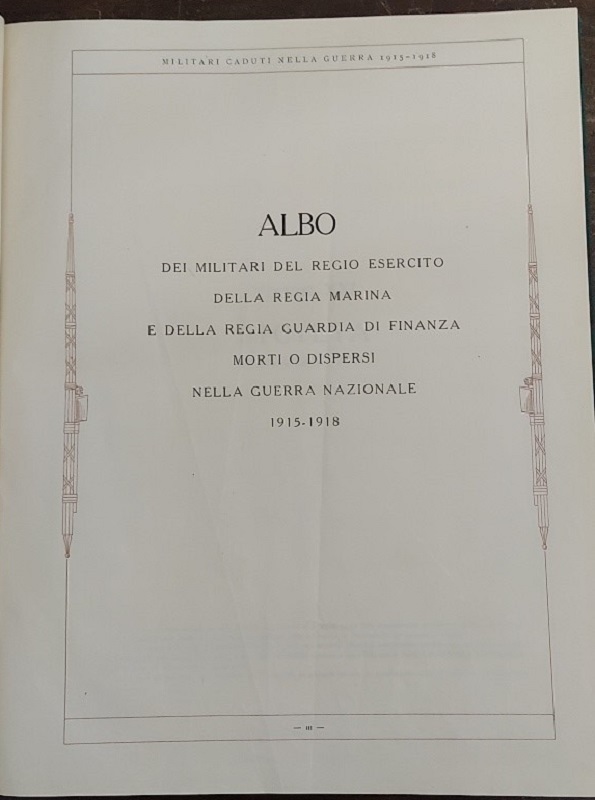 MILITARI CADUTI NELLA GUERRA 1915-1918
ALBO
DEI MILITARI DEL REGIO ESERCITO
DELLA REGIA MARINA
E DELLA REGIA GUARDIA DI FINANZA
MORTI O DISPERSI
NELLA GUERRA NAZIONALE
1915-1918
— III —